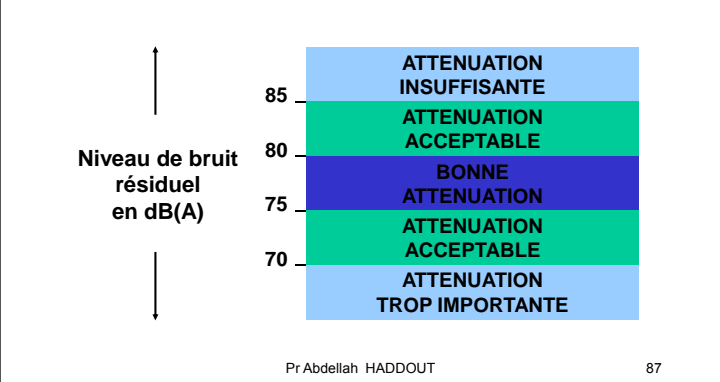 ATTENUATION
INSUFFISANTE
85
ATTENUATION
ACCEPTABLE
80
Niveau de bruit
résiduel
en dB(A)
BONNE
ATTENUATION
75
ATTENUATION
ACCEPTABLE
70
ATTENUATION
TROP IMPORTANTE
Pr Abdellah HADDOUT
87